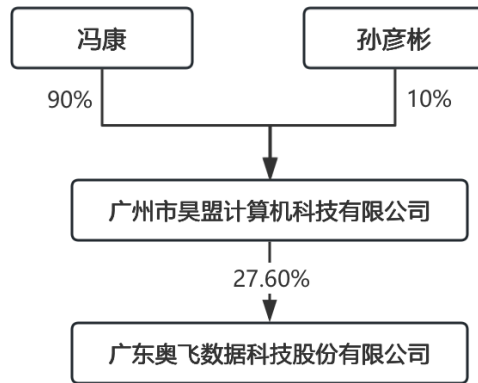 冯康
孙彦彬
90%
10%
广州市昊盟计算机科技有限公司
27.60%
广东奥飞数据科技股份有限公司